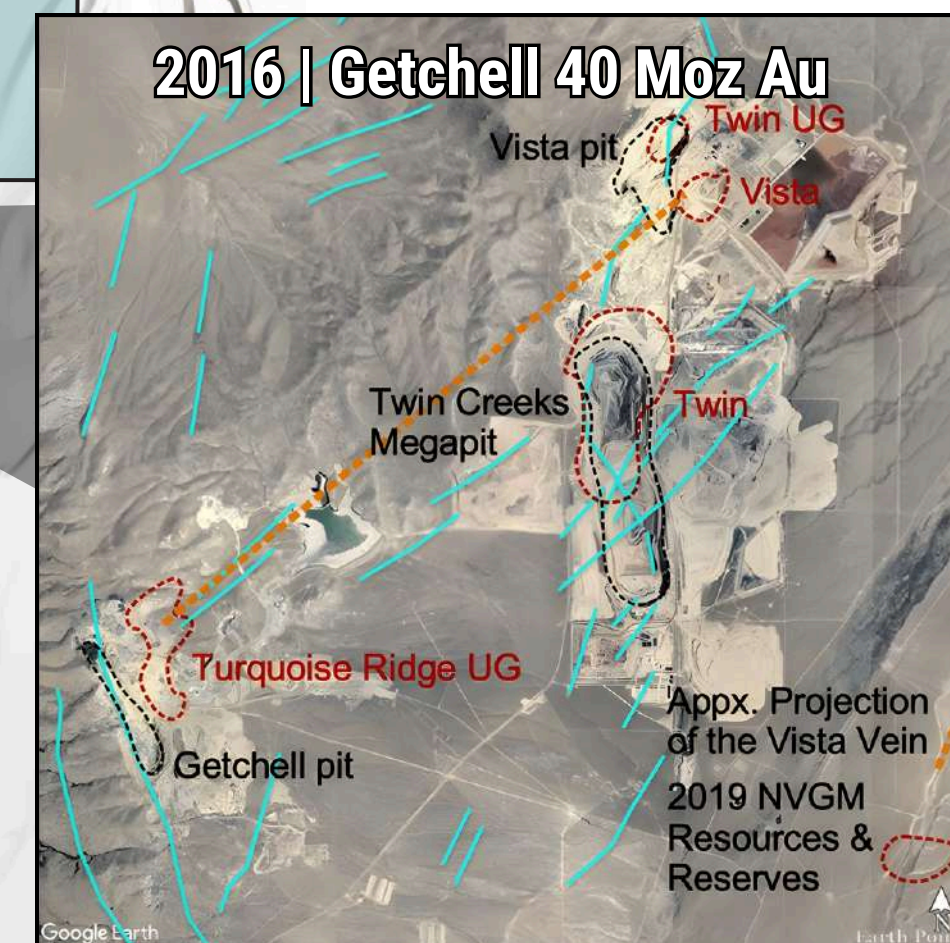 2016 | Getchell 40 Moz Au
Twin UG
Vista pit
Vista
Twin Creeks
Megapit
Twin
Turquoise Ridge UG
Getchell pit
Appx. Projection
of the Vista Vein
2019 NVGM
Resources &
Reserves
N
Google Earth
Earth